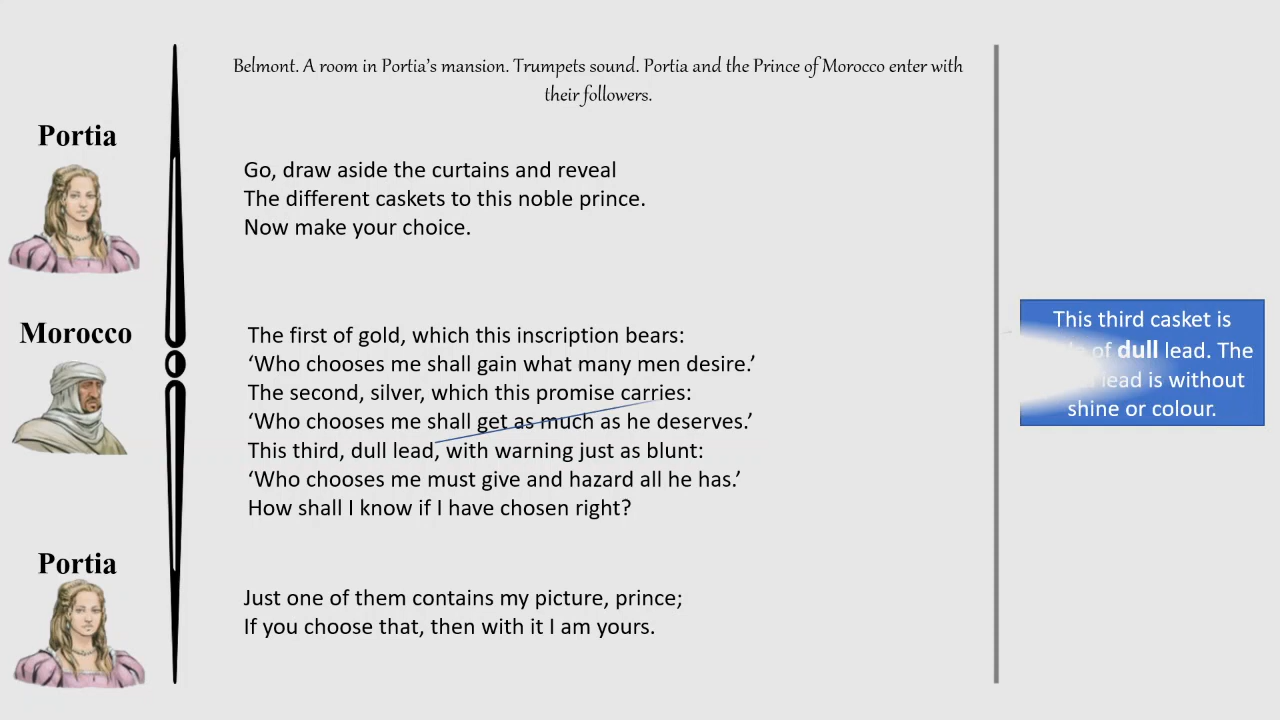 Belmont. A room in Portia's mansion. Trumpets sound. Portia and the Prince of Morocco enter with
their followers.
Portia
Go, draw aside the curtains and reveal
The different caskets to this noble prince.
Now make your choice.
Morocco
The first of gold, which this inscription bears:
‘Who chooses me shall gain what many men desire.’
The second, silver, which this promise carries:
‘Who chooses me shall get as much as he deserves.’
This third, dull lead, with warning just as blunt:
‘Who chooses me must give and hazard all he has.’
How shall I know if I have chosen right?
Portia
Just one of them contains my picture, prince;
If you choose that, then with it I am yours.
This third casket is
of dull lead. The
lead is without
shine or colour.